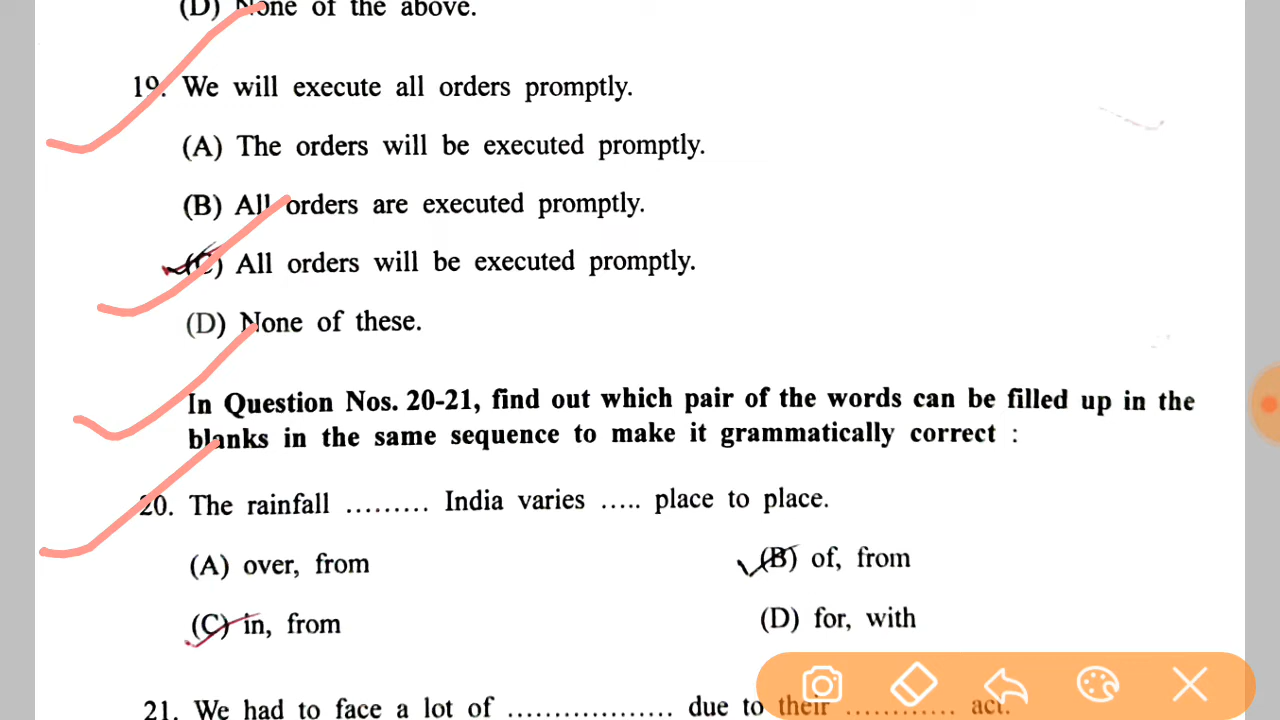 (D) None of the above.
19. We will execute all orders promptly.
(A) The orders will be executed promptly.
(B) All orders are executed promptly.
(C) All orders will be executed promptly.
(D) None of these.
In Question Nos. 20-21, find out which pair of the words can be filled up in the
blanks in the same sequence to make it grammatically correct :
20. The rainfall ......... India varies ..... place to place.
(A) over, from (B) of, from
(C) in, from (D) for, with
21. We had to face a lot of .................. due to their ............ act.